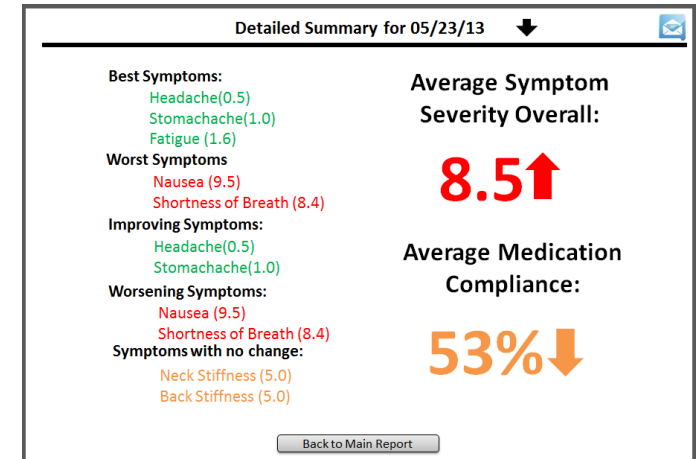 Detailed Summary for 05/23/13
Best Symptoms:
Headache(0.5)
Stomachache(1.0)
Fatigue (1.6)
Worst Symptoms
Nausea (9.5)
Shortness of Breath (8.4)
Improving Symptoms:
Headache(0.5)
Stomachache(1.0)
Worsening Symptoms:
Nausea (9.5)
Shortness of Breath (8.4)
Symptoms with no change:
Neck Stiffness (5.0)
Back Stiffness (5.0)
Average Symptom
Severity Overall:
8.5
Average Medication
Compliance:
53%
Back to Main Report